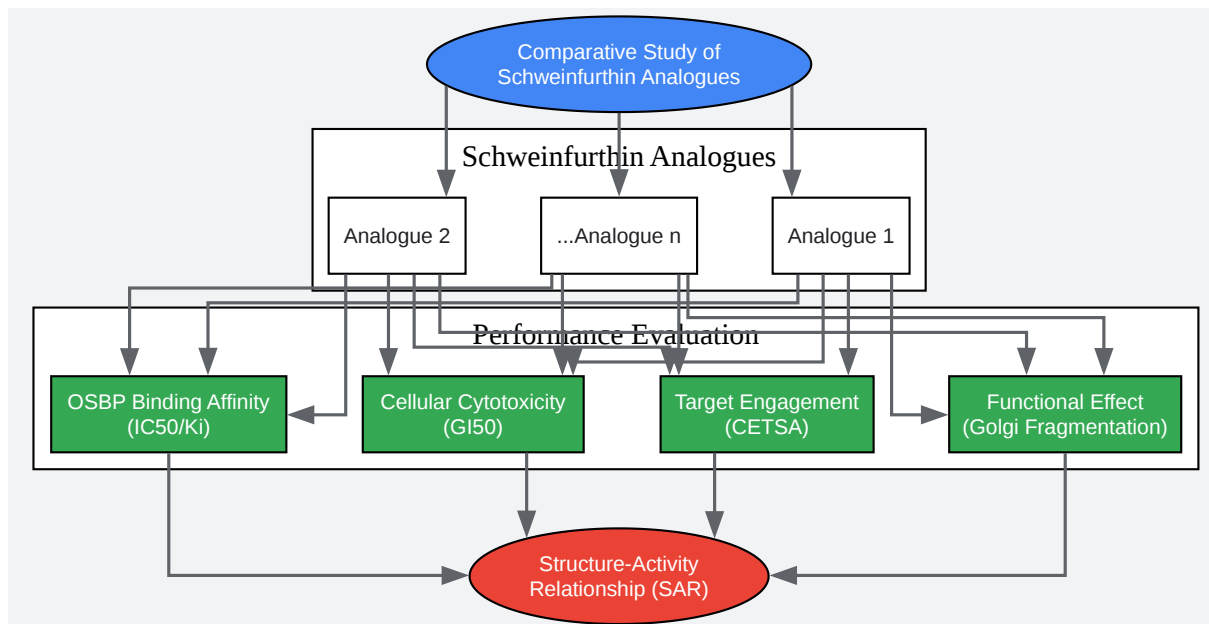 Comparative Study of
Schweinfurthin Analogues
Schweinfurthin Analogues
Analogue 2
...Analogue n
Analogue 1
Performance Evaluation
OSBP Binding Affinity
(IC50/Ki)
Cellular Cytotoxicity
(GI50)
Target Engagement
(CETSA)
Functional Effect
(Golgi Fragmentation)
Structure-Activity
Relationship (SAR)